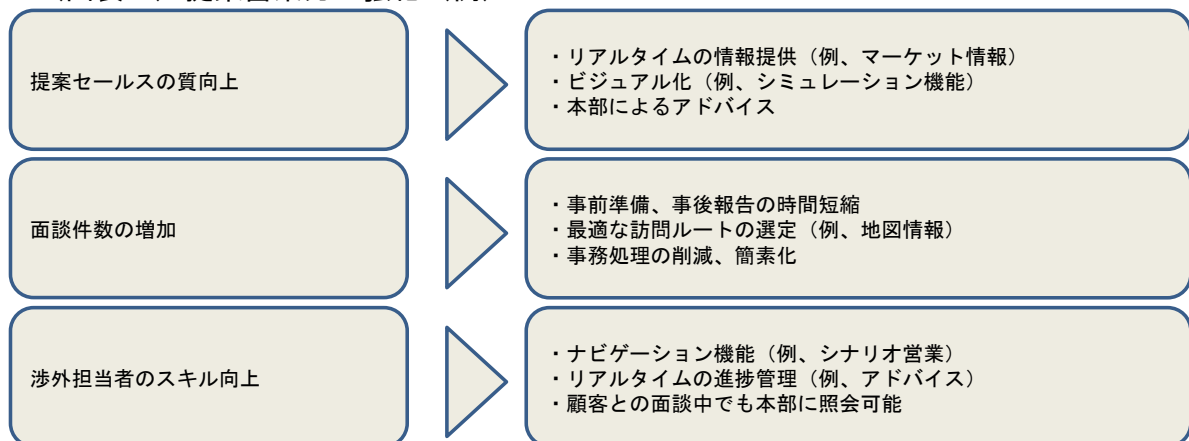 提案セールスの質向上
・リアルタイムの情報提供（例、マーケット情報）
・ビジュアル化（例、シミュレーション機能）
・本部によるアドバイス
面談件数の増加
・事前準備、事後報告の時間短縮
・最適な訪問ルートの選定（例、地図情報）
・事務処理の削減、簡素化
渉外担当者のスキル向上
・ナビゲーション機能（例、シナリオ営業）
・リアルタイムの進捗管理（例、アドバイス）
・顧客との面談中でも本部に照会可能